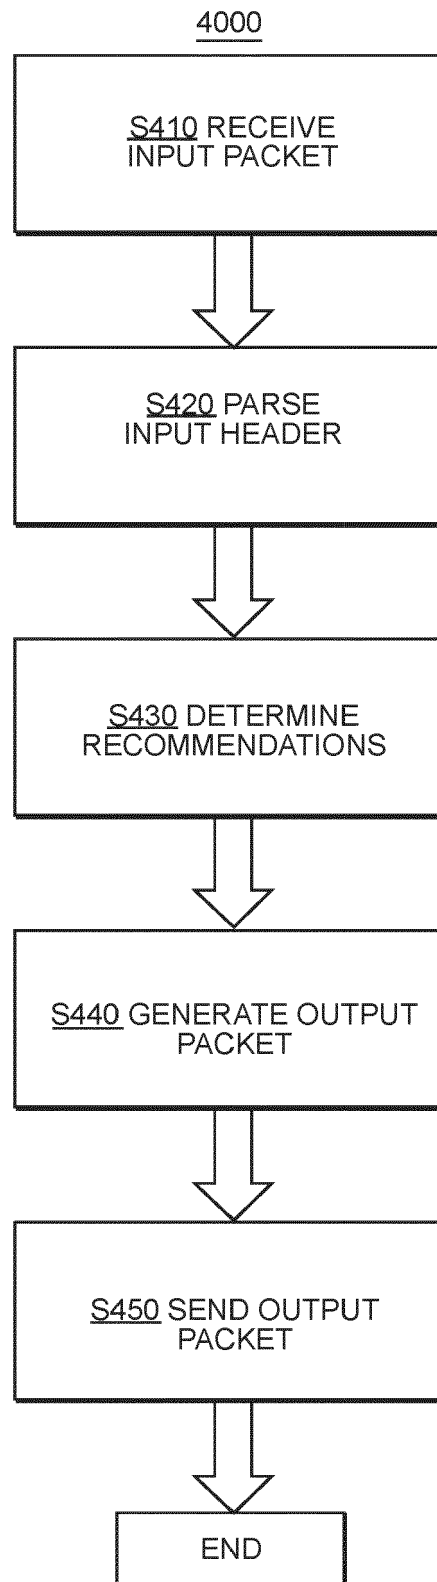 4000
S410 RECEIVE
INPUT PACKET
S420 PARSE
INPUT HEADER
S430 DETERMINE
RECOMMENDATIONS
S440 GENERATE OUTPUT
PACKET
S450 SEND OUTPUT
PACKET
END